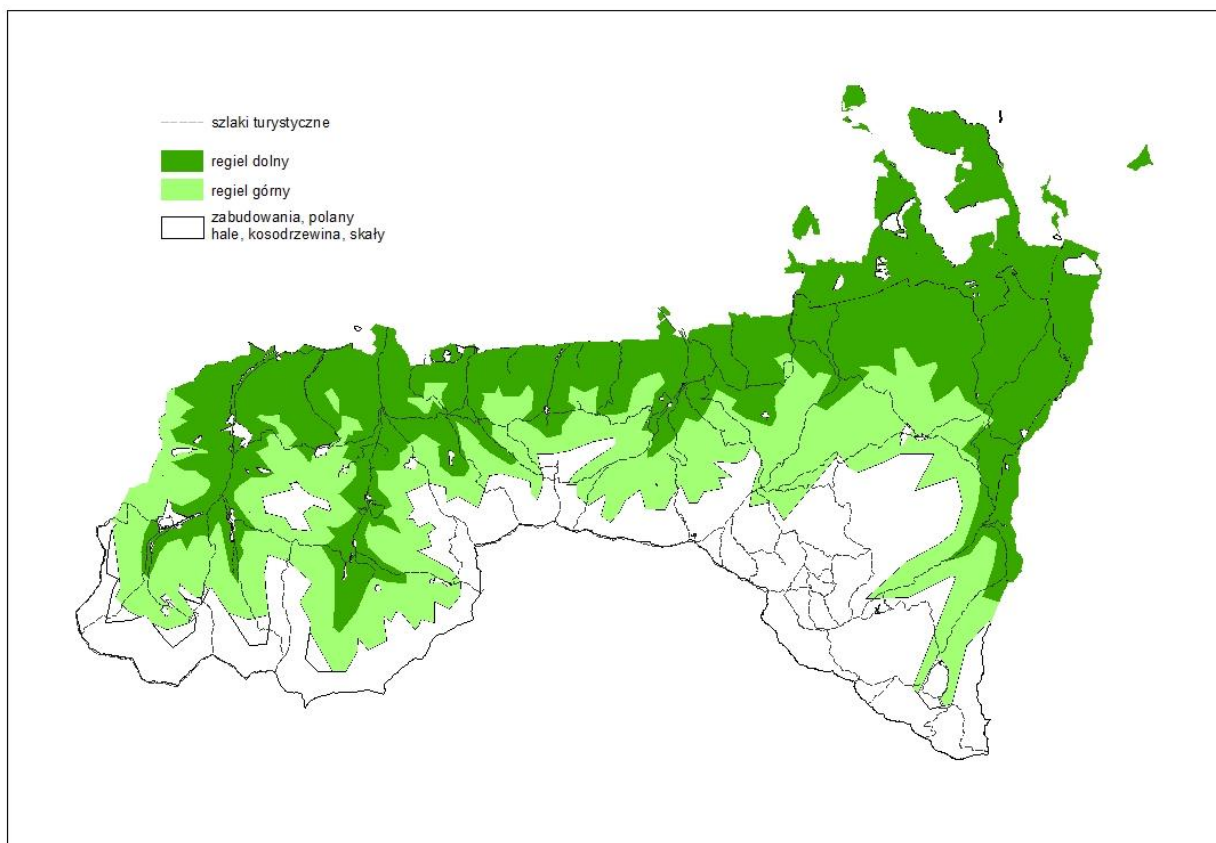 szlaki turystyczne
regiel dolny
regiel górny
zabudowania, polany
hale, kosodrzewina, skały